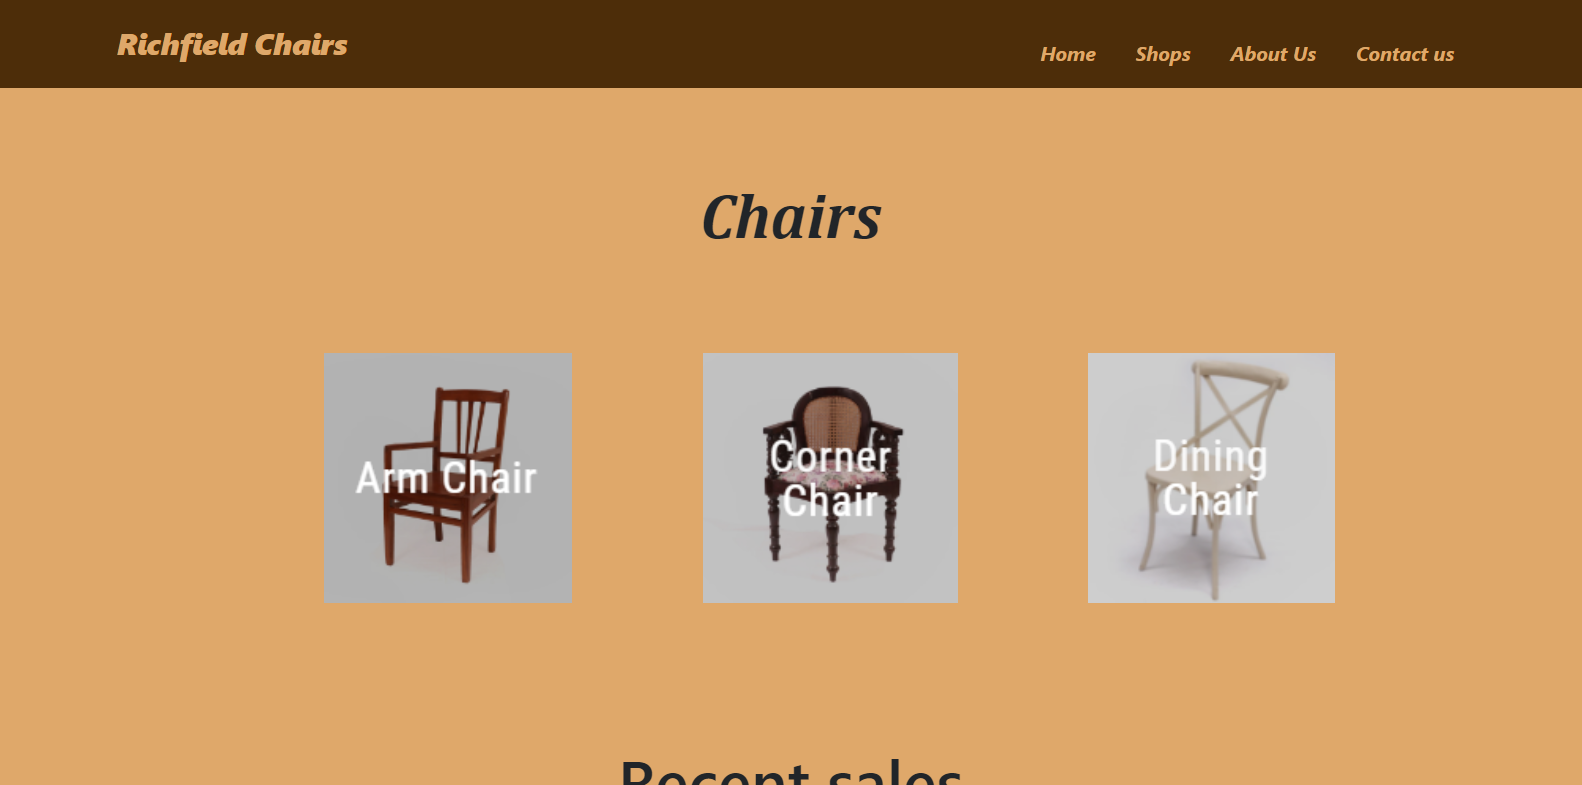 Richfield Chairs
Home Shops About Us Contact us
Chairs
Arm Chair
Corner
Chair
Dining
Chair
Recent sales